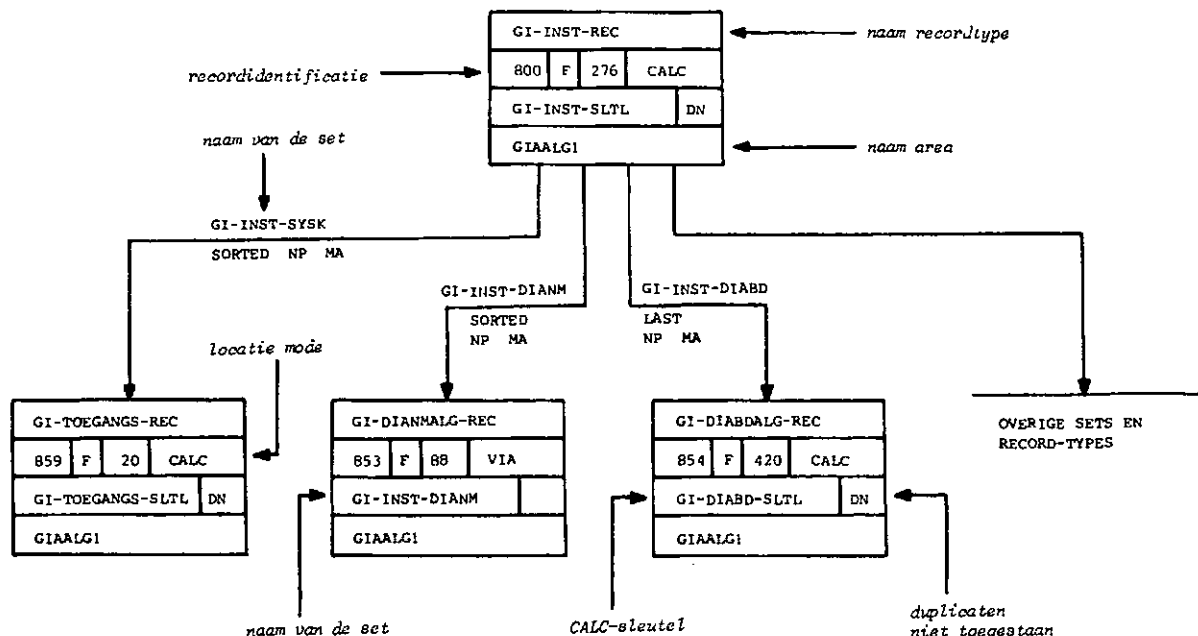 GI-INST-REC
naam recordtype
recordidentificatie
800 F 276 CALC
GI-INST-SLTL DN
naam van de set
GIAALG1
naam area
GI-INST-SYSK
SORTED NP MA
GI-INST-DIANM
SORTED
NP MA
GI-INST-DIABD
LAST
NP MA
locatie mode
GI-TOEGANGS-REC
859 F 20 CALC
GI-TOEGANGS-SLTL DN
GIAALG1
GI-DIANMALG-REC
853 F 88 VIA
GI-INST-DIANM
GIAALG1
GI-DIABDALG-REC
854 F 420 CALC
GI-DIABD-SLTL DN
GIAALG1
OVERIGE SETS EN
RECORD-TYPES
naam van de set
CALC-sleutel
duplicaten
niet toegestaan